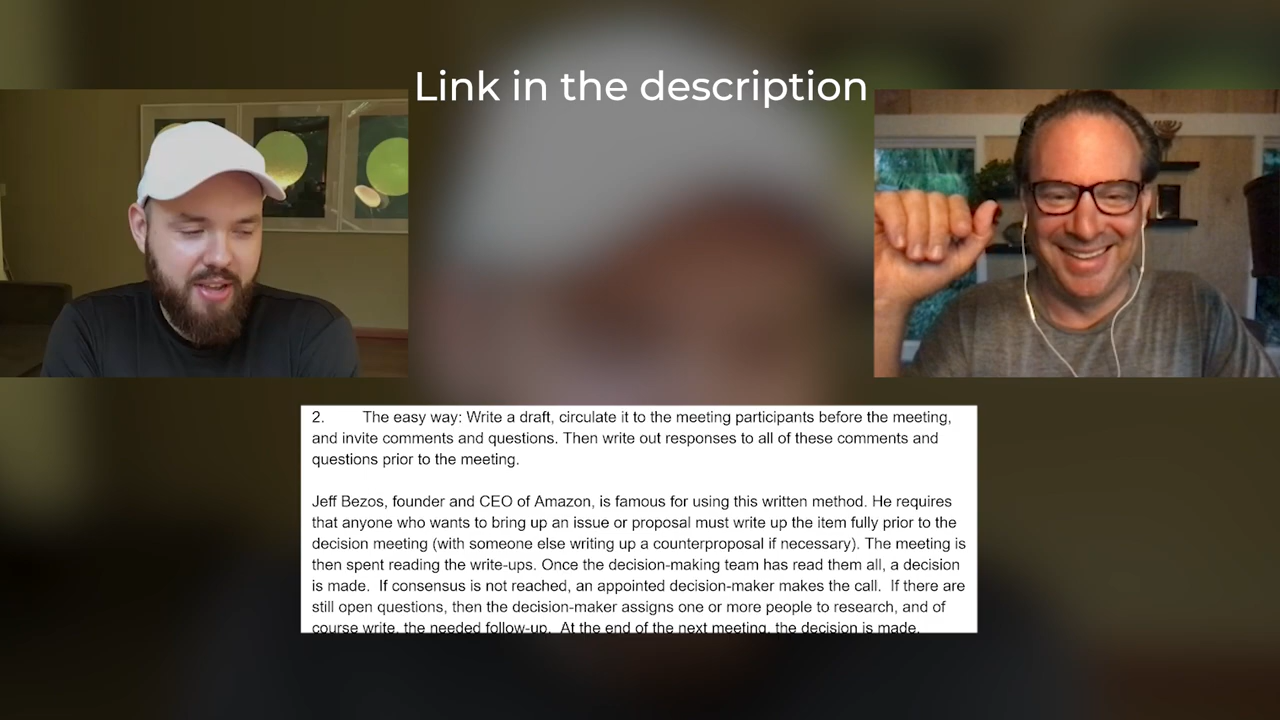 Link in the description
2. The easy way: Write a draft, circulate it to the meeting participants before the meeting,
and invite comments and questions. Then write out responses to all of these comments and
questions prior to the meeting.
Jeff Bezos, founder and CEO of Amazon, is famous for using this written method. He requires
that anyone who wants to bring up an issue or proposal must write up the item fully prior to the
decision meeting (with someone else writing up a counterproposal if necessary). The meeting is
then spent reading the write-ups. Once the decision-making team has read them all, a decision
is made. If consensus is not reached, an appointed decision-maker makes the call. If there are
still open questions, then the decision-maker assigns one or more people to research, and of
course write, the needed follow-up. At the end of the next meeting, the decision is made.